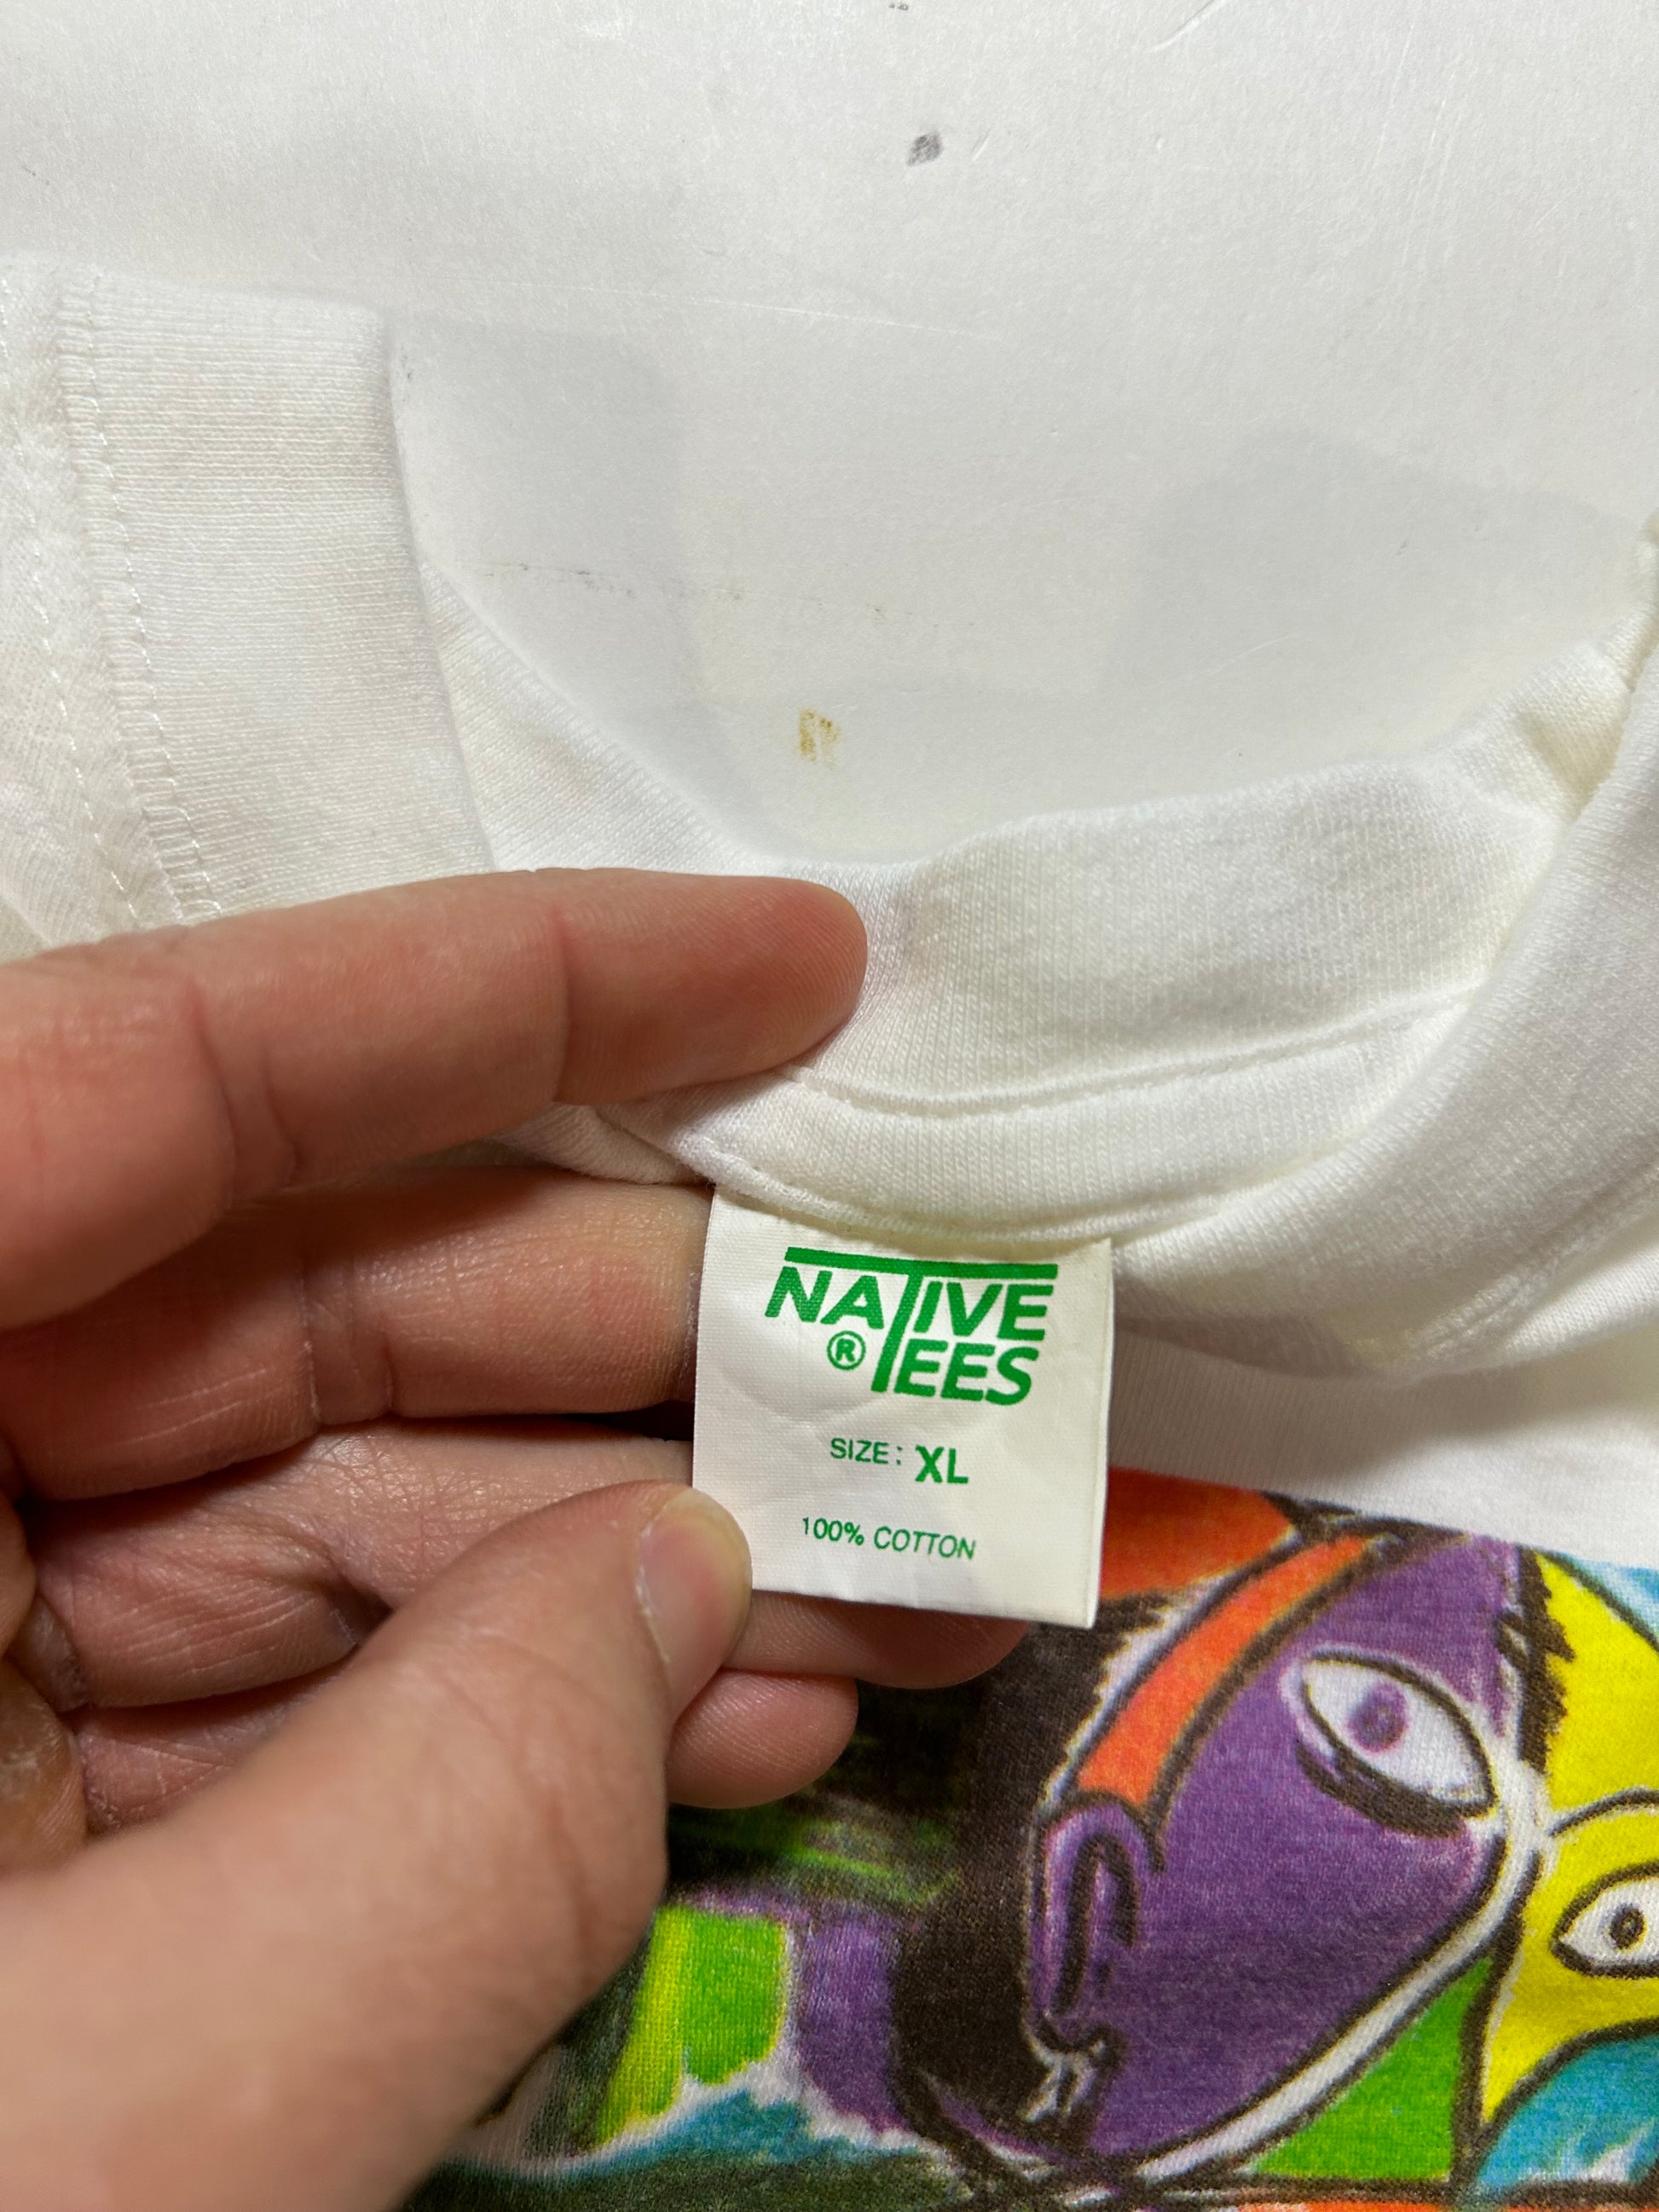 NATIVE
® TEES
SIZE: XL
100% COTTON